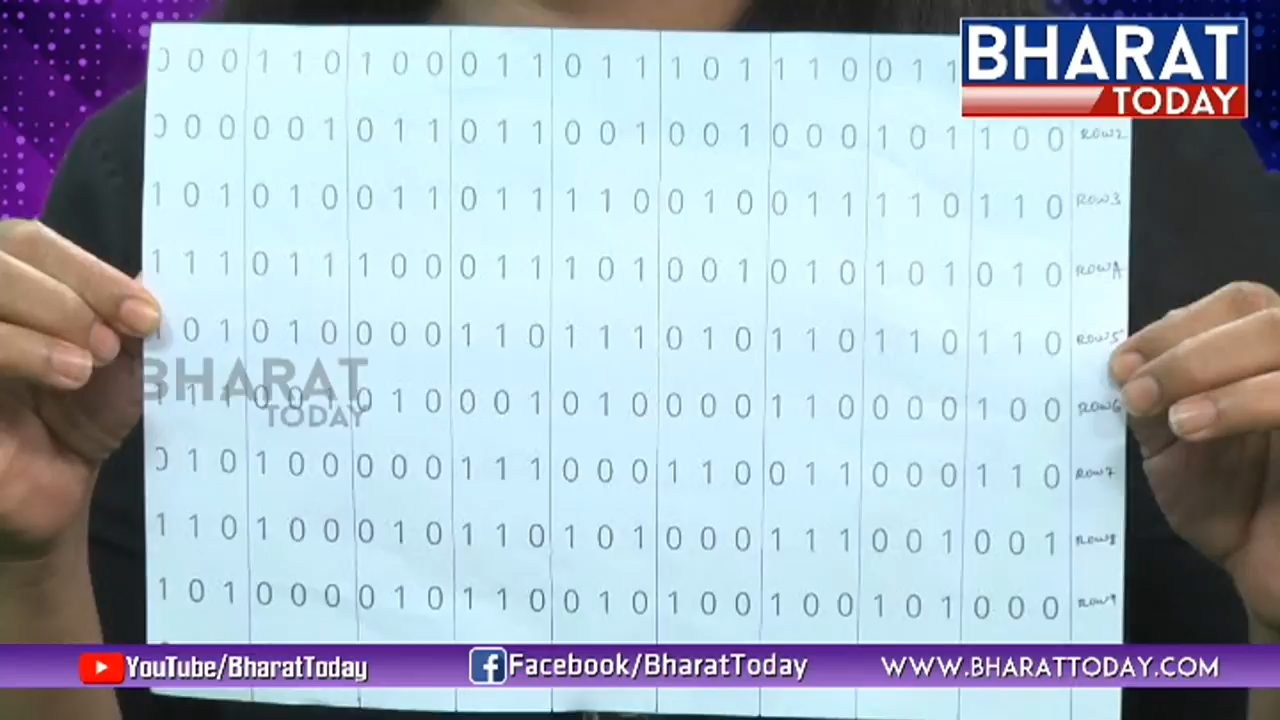 BHARAT
TODAY
0 0 0 1 1 0 1 0 0 0 1 1 0 1 1 1 0 1 1 1 0 0 1 1
0 0 0 0 0 1 0 1 1 0 1 1 0 0 1 0 0 1 0 0 0 1 0 1 1 0 0 ROW2
1 0 1 0 1 0 0 1 1 0 1 1 1 1 0 0 1 0 0 1 1 1 1 0 1 1 0 ROW3
1 1 1 0 1 1 1 0 0 0 1 1 1 0 1 0 0 1 0 1 0 1 0 1 0 1 0 ROW4
1 0 1 0 1 0 0 0 0 1 1 0 1 1 1 0 1 0 1 1 0 1 1 0 1 1 0 ROW5
BHARAT
TODAY
1 1 1 0 0 0 1 0 0 0 1 0 1 0 0 0 0 1 1 0 0 0 0 1 0 0 ROW6
0 1 0 1 0 0 0 0 0 1 1 1 0 0 0 1 1 0 0 1 1 0 0 0 1 1 0 ROW7
1 1 0 1 0 0 0 1 0 1 1 0 1 0 1 0 0 0 1 1 1 0 0 1 0 0 1 ROW8
1 0 1 0 0 0 0 1 0 1 1 0 0 1 0 1 0 0 1 0 0 1 0 1 0 0 0 ROW9
YouTube/BharatToday Facebook/BharatToday WWW.BHARATTODAY.COM